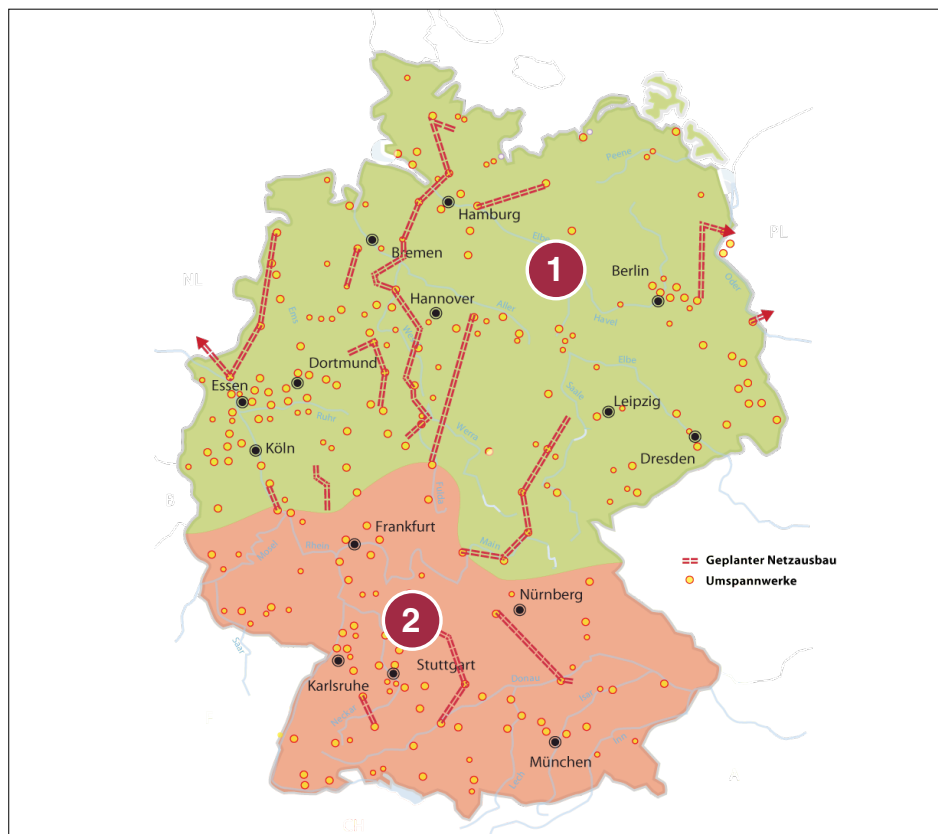 Peene
Hamburg
Elbe
PL
Bremen
1
NL
Berlin
Oder
Hannover
Aller
Havel
Ems
Elbe
Dortmund
Essen
Saale
Leipzig
Ruhr
Köln
Werra
Dresden
B
Fulda
Frankfurt
Main
Mosel
Rhein
Geplanter Netzausbau
Umspannwerke
Nürnberg
2
Saar
Stuttgart
Karlsruhe
Donau
Isar
Neckar
Inn
München
Lech
A
CH